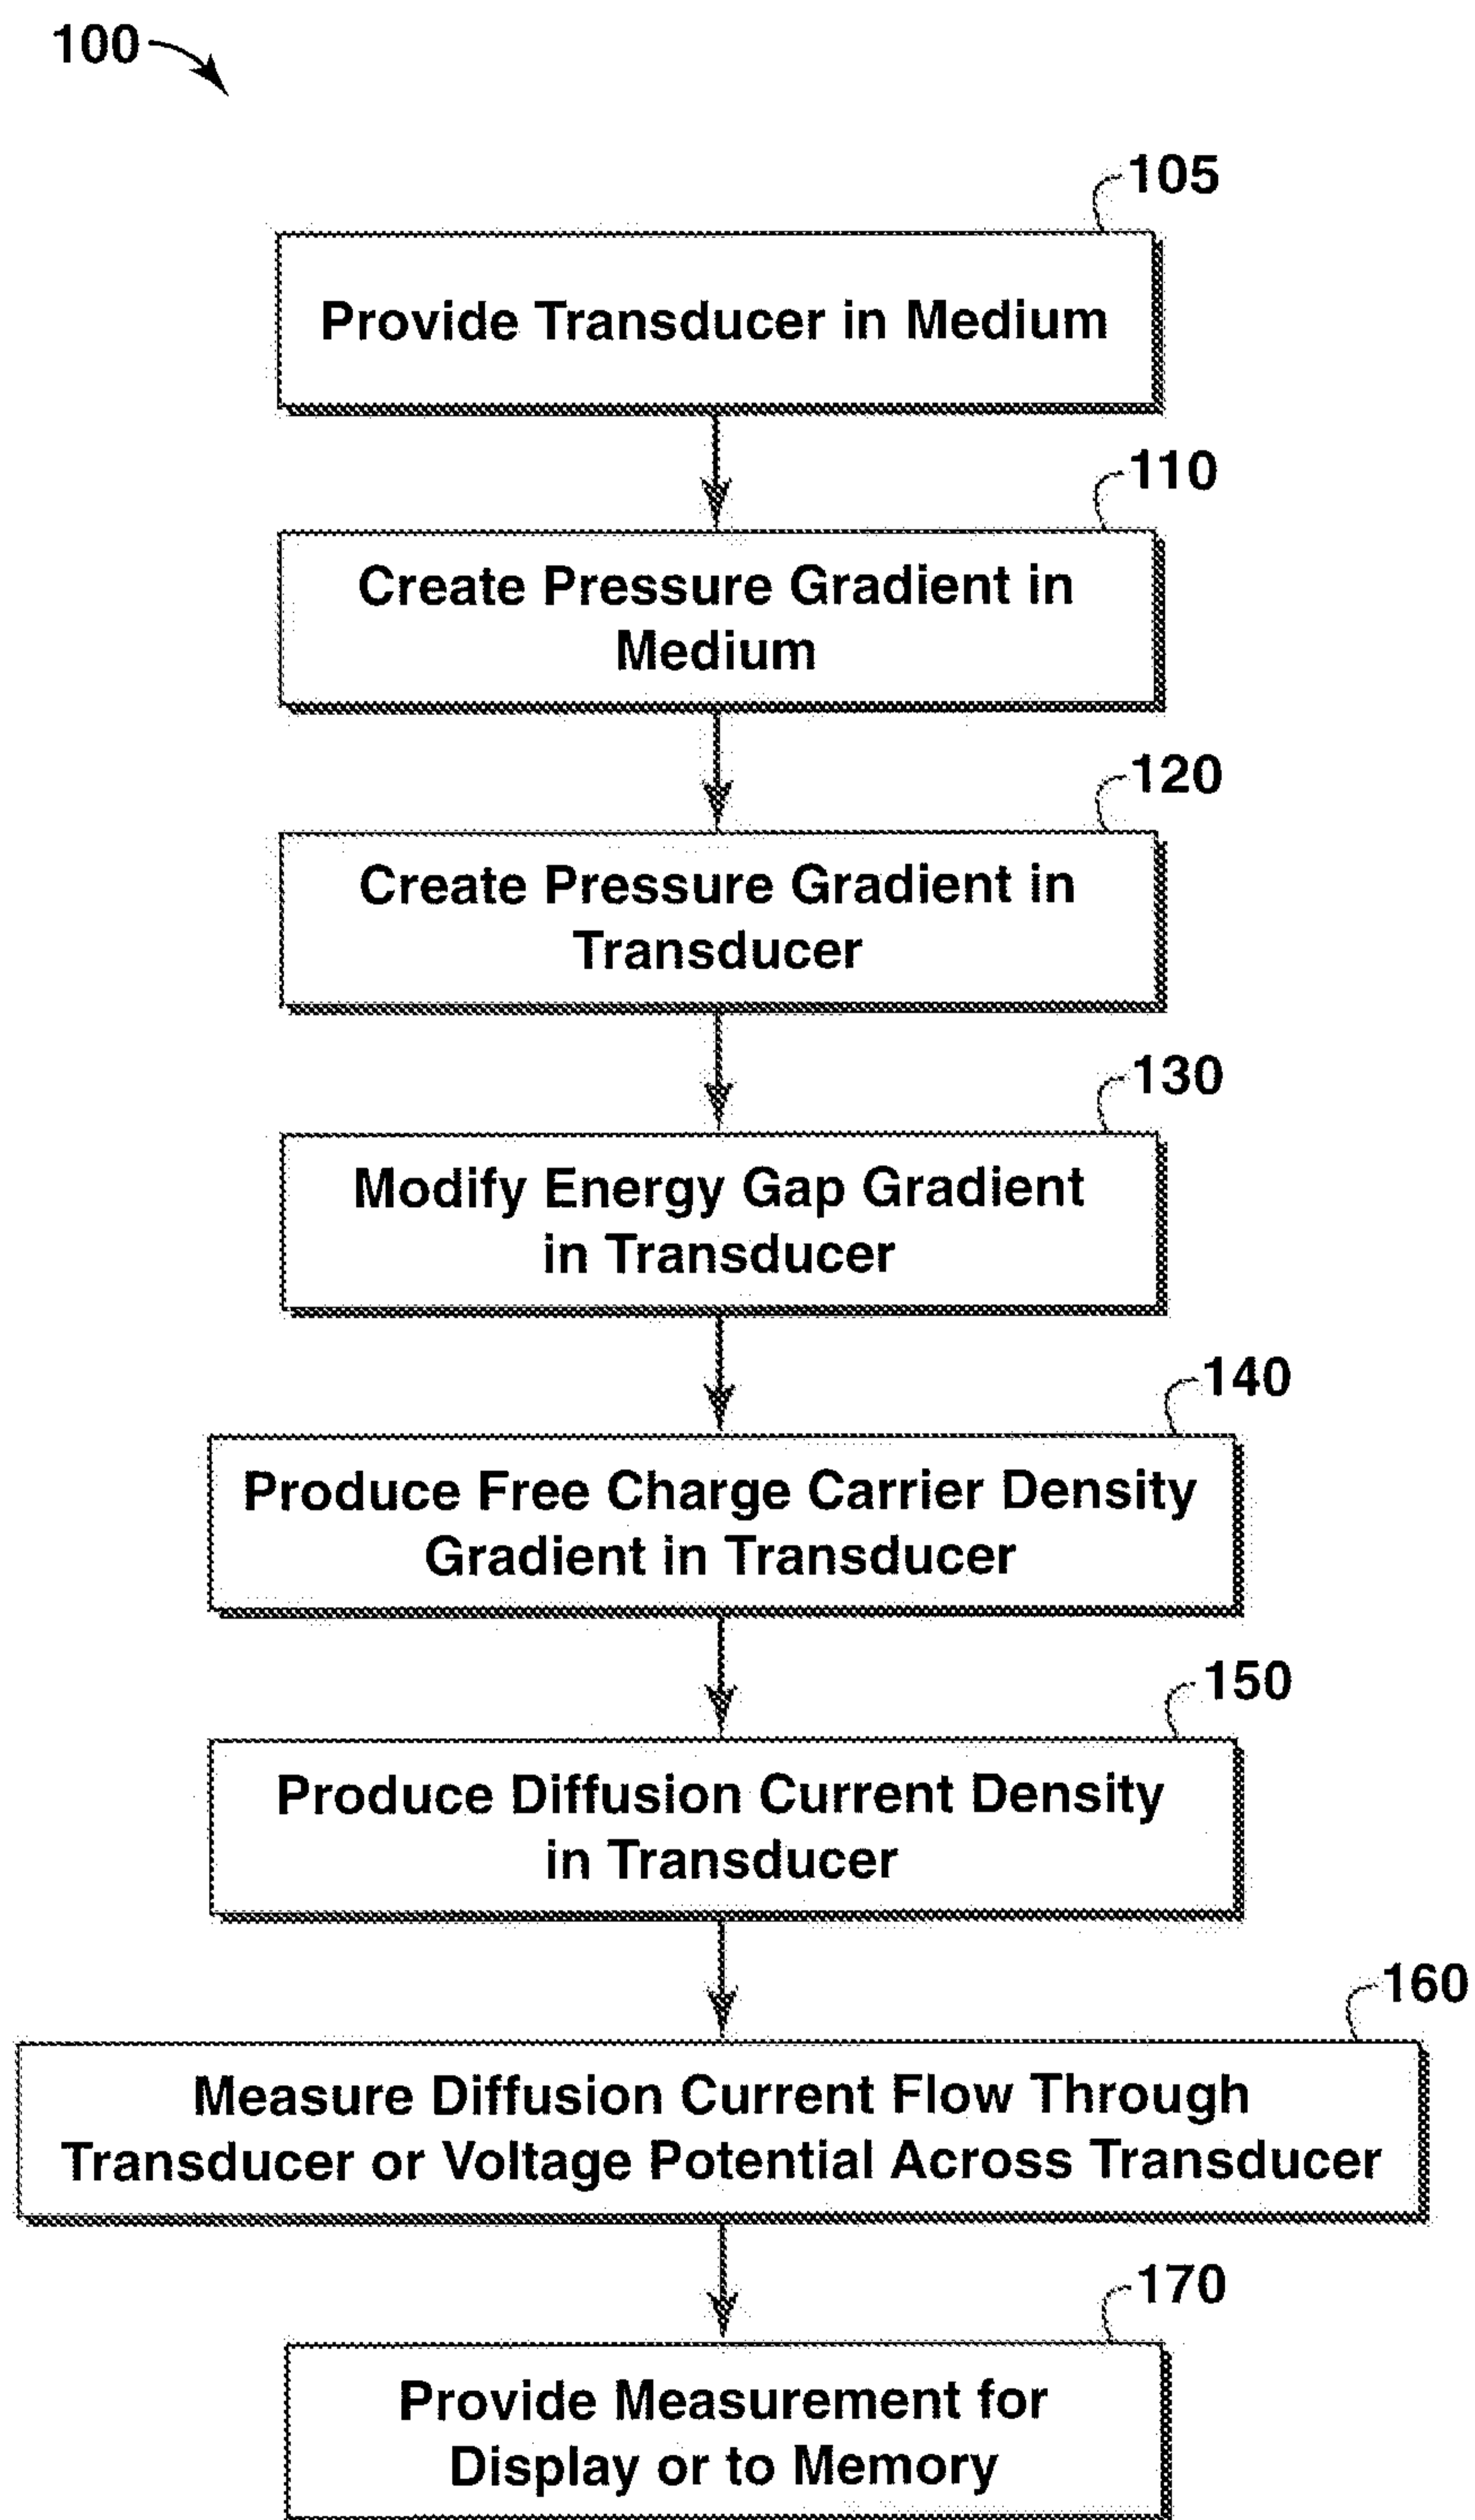 100
105
Provide Transducer in Medium
110
Create Pressure Gradient in
Medium
120
Create Pressure Gradient in
Transducer
130
Modify Energy Gap Gradient
in Transducer
140
Produce Free Charge Carrier Density
Gradient in Transducer
150
Produce Diffusion Current Density
in Transducer
160
Measure Diffusion Current Flow Through
Transducer or Voltage Potential Across Transducer
170
Provide Measurement for
Display or to Memory